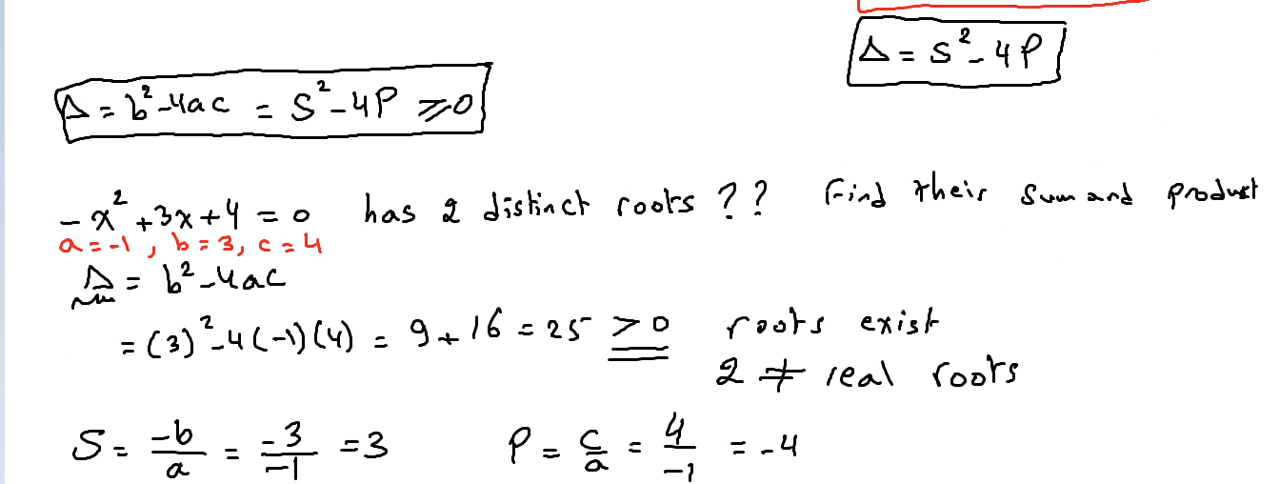 Δ = S² - 4P
Δ = b² - 4ac = S² - 4P ⩾ 0
-x² + 3x + 4 = 0 has 2 distinct roots ?? Find their sum and product
a = -1, b = 3, c = 4
Δ = b² - 4ac
= (3)² - 4(-1)(4) = 9 + 16 = 25 > 0 roots exist
2 ≠ real roots
S = -b/a = -3/-1 = 3 P = c/a = 4/-1 = -4